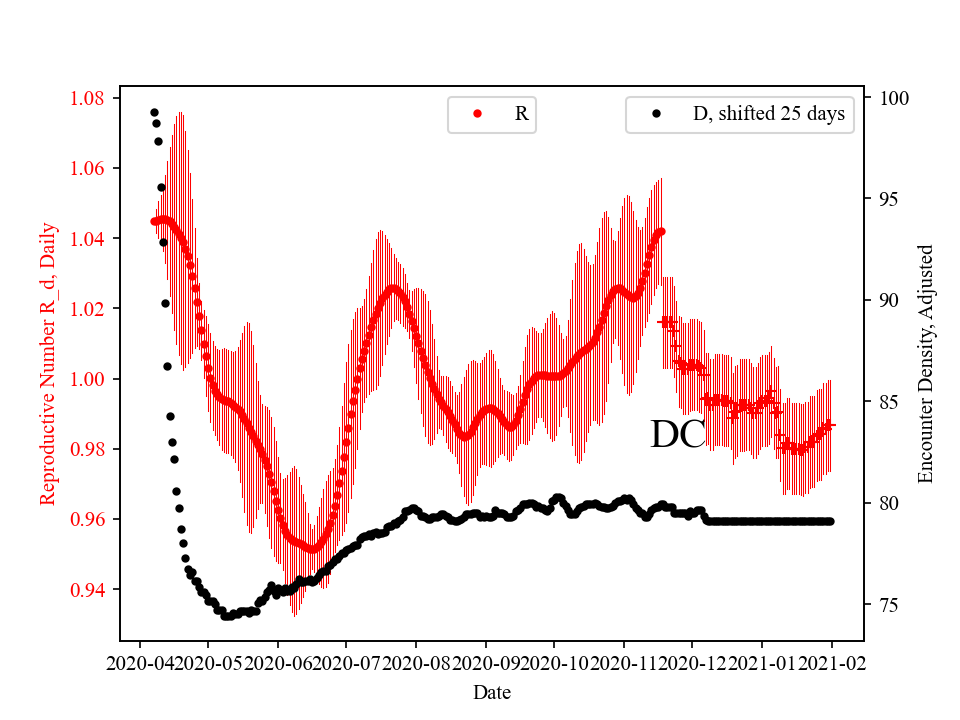 R
D, shifted 25 days
1.08
1.06
1.04
1.02
1.00
0.98
0.96
0.94
Reproductive Number R_d, Daily
100
95
90
85
80
75
Encounter Density, Adjusted
DC
2020-04 2020-05 2020-06 2020-07 2020-08 2020-09 2020-10 2020-11 2020-12 2021-01 2021-02
Date